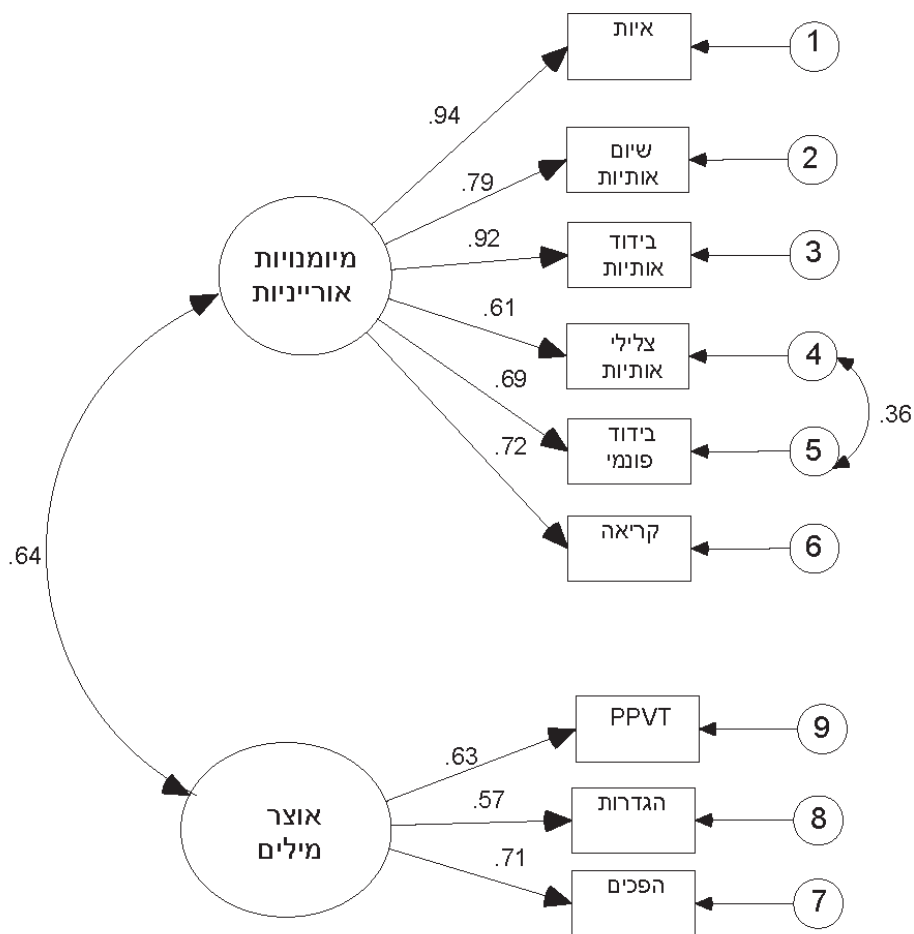 איות
1
.94
שיום
אותיות
2
.79
מיומנויות
אורייניות
.92
בידוד
אותיות
3
.61
צלילי
אותיות
4
.36
.69
בידוד
פונמי
5
.72
קריאה
6
.64
PPVT
9
.63
אוצר
מילים
.57
הגדרות
8
.71
הפכים
7